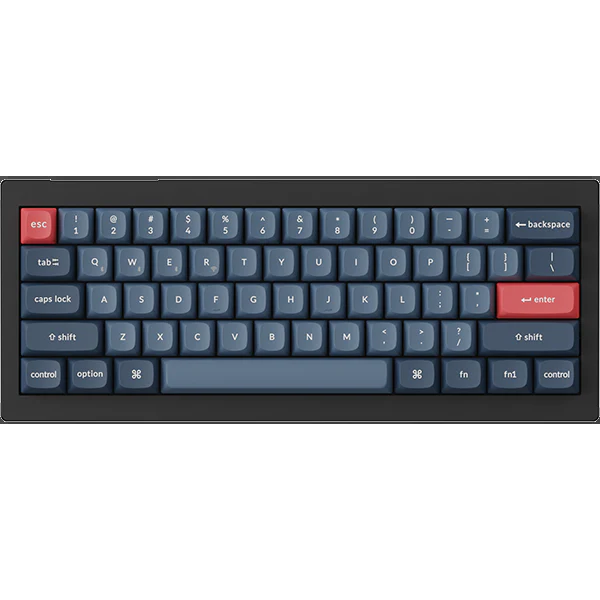 esc ! 1 @ 2 # 3 $ 4 % 5 ^ 6 & 7 * 8 ( 9 ) 0 - + = ← backspace
tab Q W E R T Y U I O P { [ } ] | \
caps lock A S D F G H J K L : ; " ' ↵ enter
⇧ shift Z X C V B N M < , > . ? / ⇧ shift
control option ⌘ ⌘ fn fn1 control